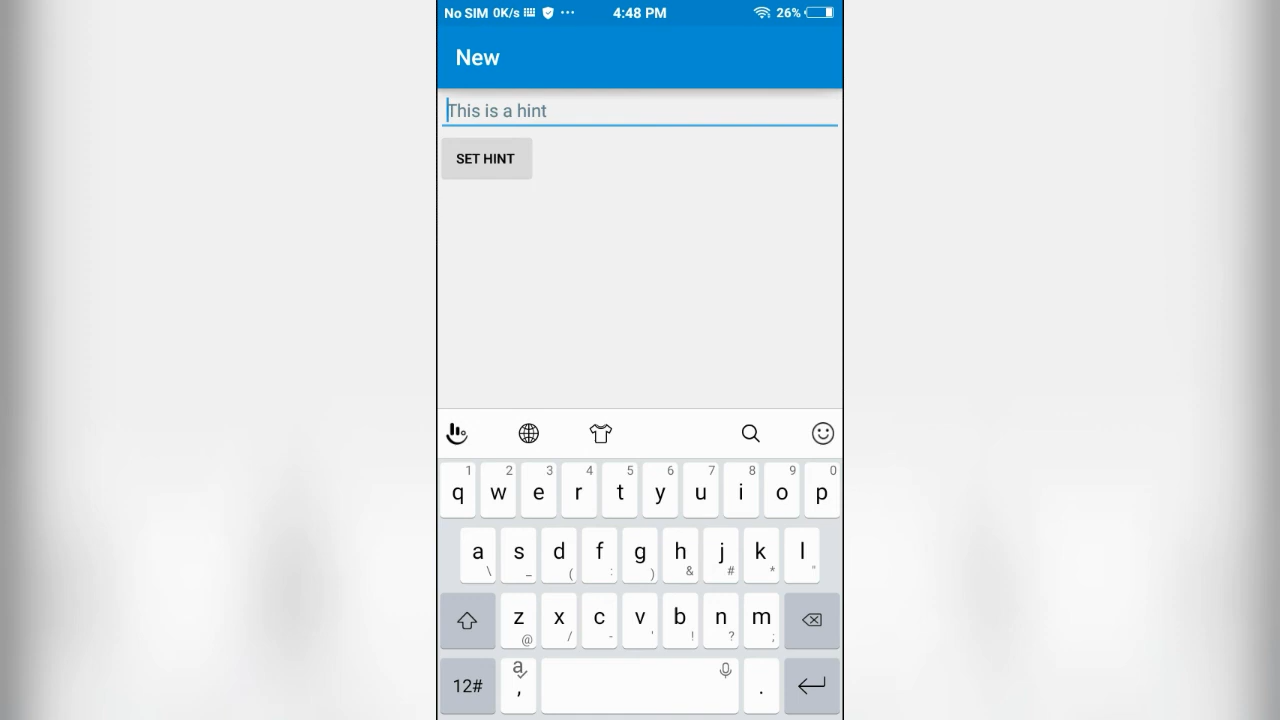 No SIM 0K/s ... 4:48 PM 26%
New
This is a hint
SET HINT
1 2 3 4 5 6 7 8 9 0
q w e r t y u i o p
a s d f g h j k l
\ _ ( : ) & # * "
z x c v b n m
@ / - ' ! ? ;
12# a , .